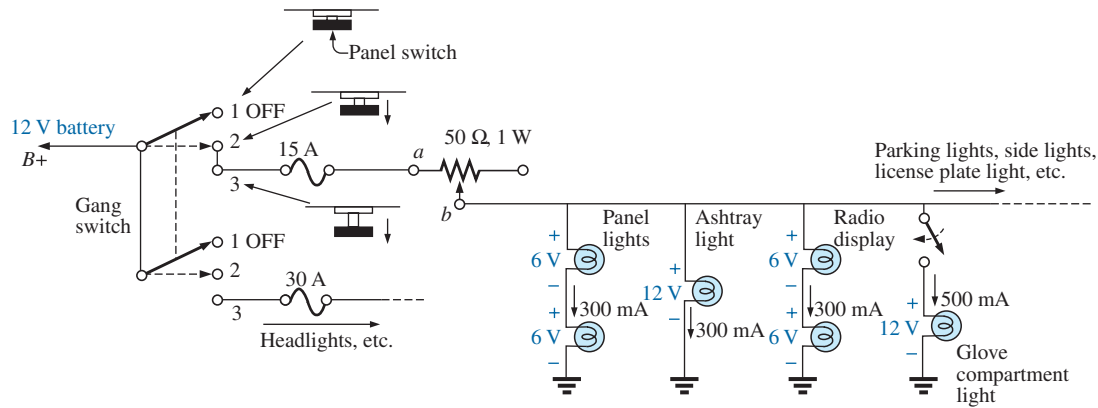 Panel switch
1 OFF
12 V battery
B+
2
15 A
3
a
50 Ω, 1 W
b
Parking lights, side lights,
license plate light, etc.
Gang
switch
1 OFF
2
30 A
3
Headlights, etc.
Panel
lights
+
6 V
–
300 mA
+
6 V
–
Ashtray
light
+
12 V
–
300 mA
Radio
display
+
6 V
–
300 mA
+
6 V
–
500 mA
+
12 V
–
Glove
compartment
light